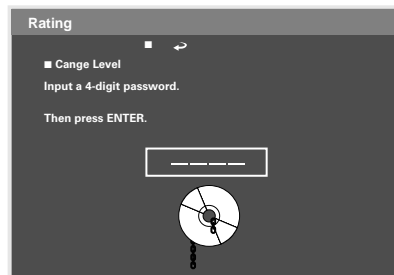 Rating
■ Cange Level
Input a 4-digit password.
Then press ENTER.